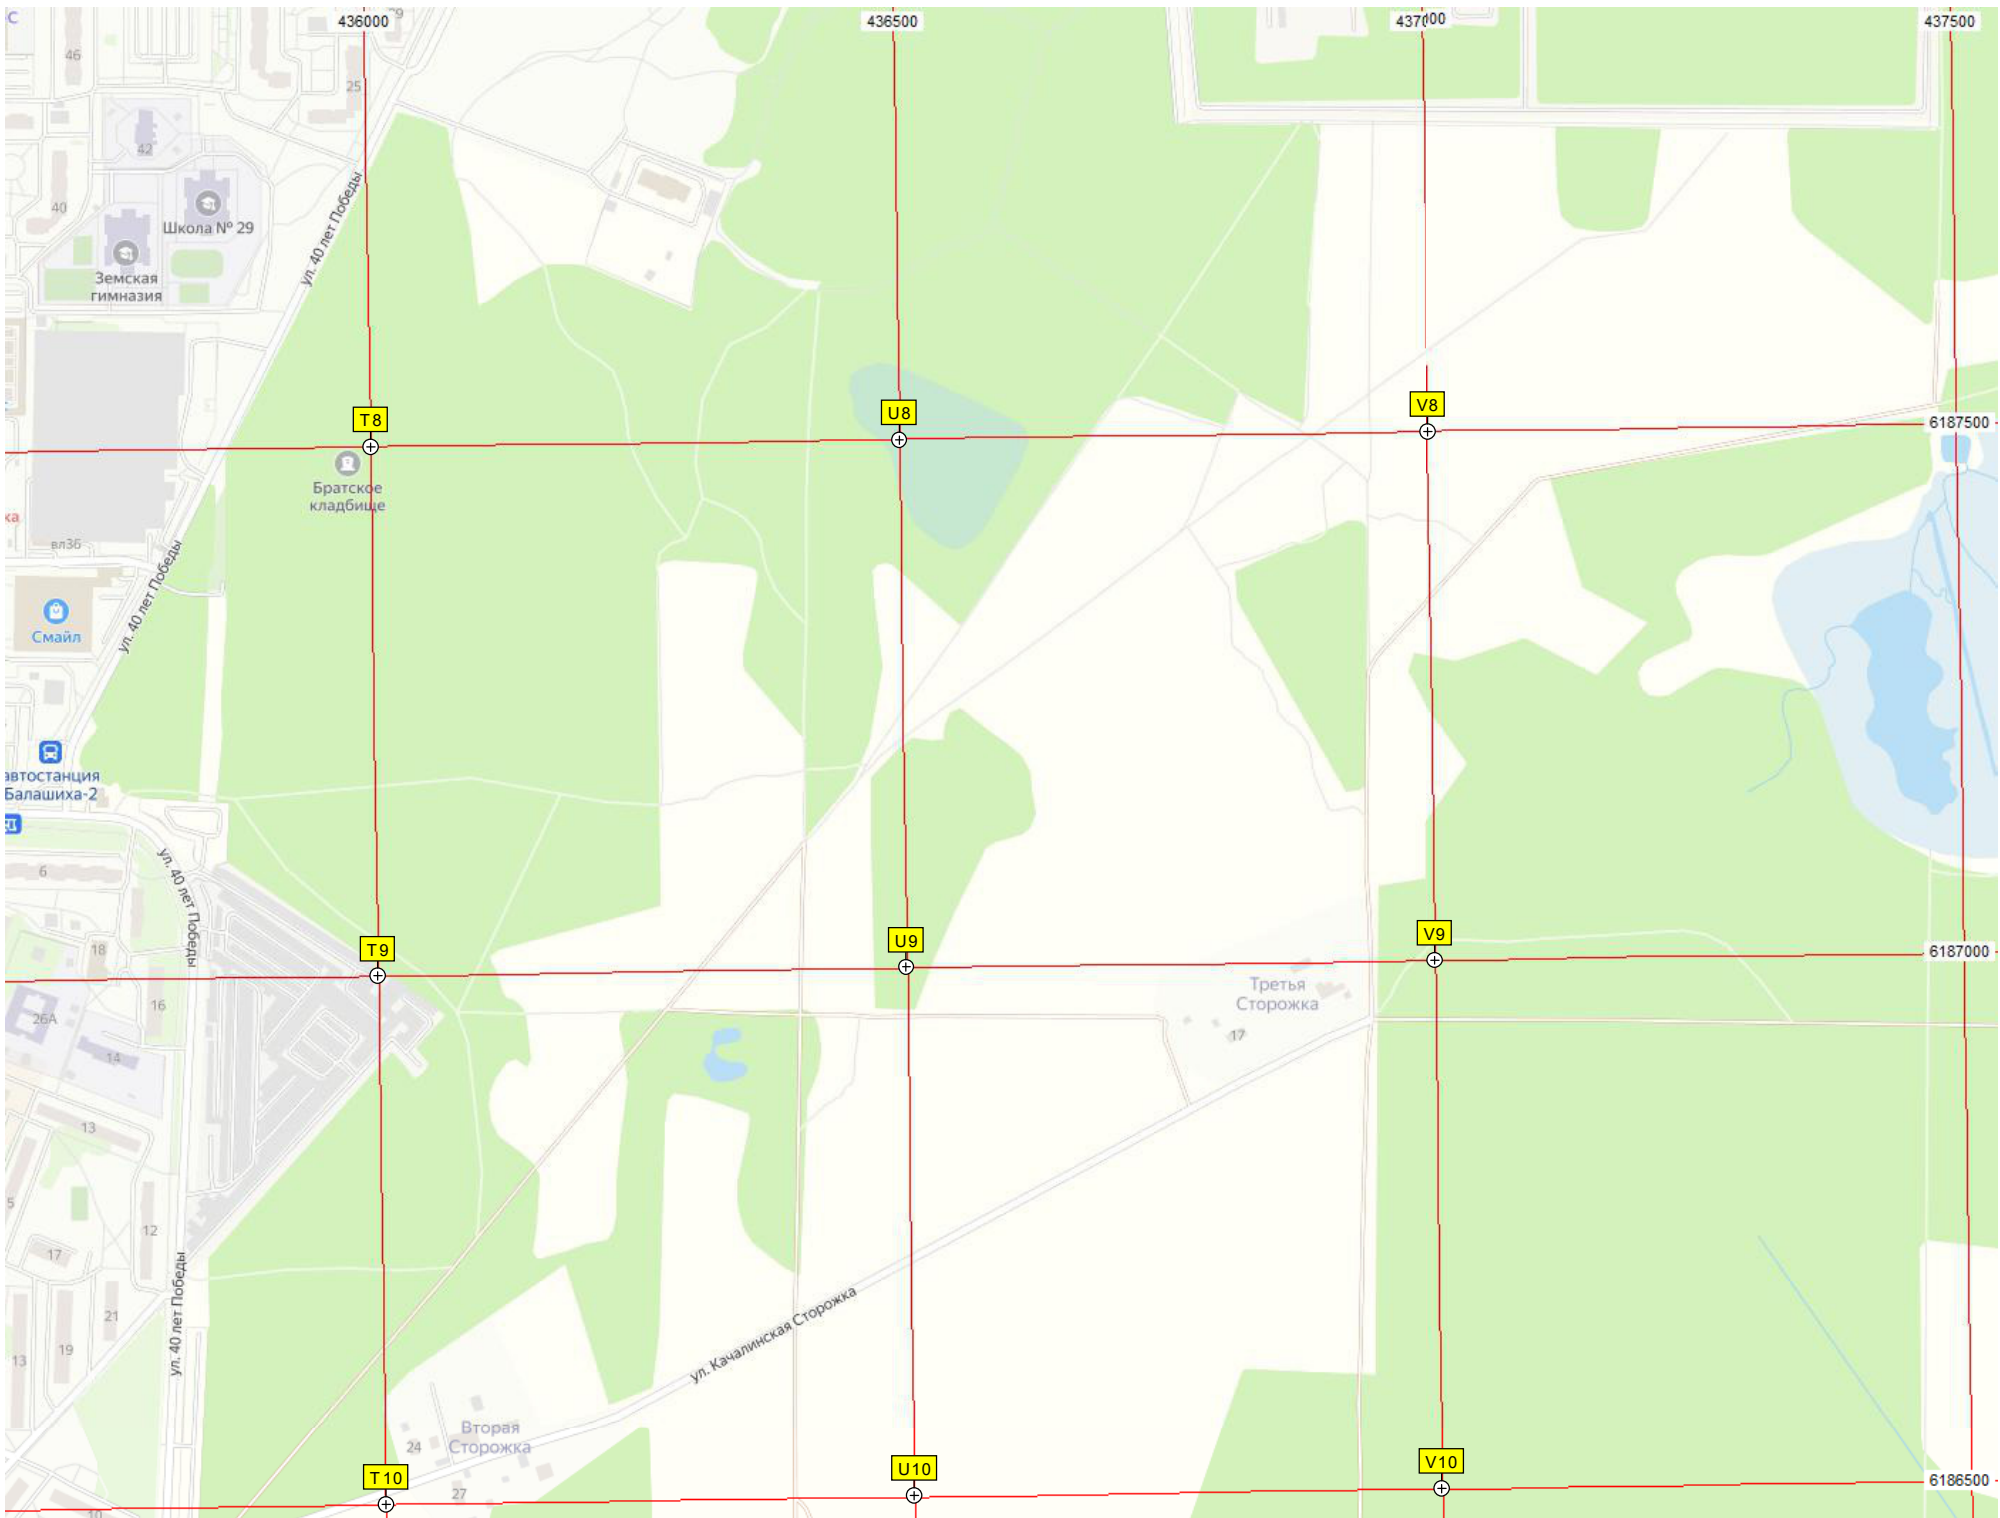 436000
436500
437000
437500
С
46
25
42
40
Школа № 29
Земская
гимназия
ул. 40 лет Победы
T8
U8
V8
6187500
Братское
кладбище
ха
вл36
ул. 40 лет Победы
Смайл
автостанция
Балашиха-2
6
ул. 40 лет Победы
18
T9
U9
V9
6187000
16
26А
14
Третья
Сторожка
17
13
5
12
17
21
19
13
ул. 40 лет Победы
ул. Качалинская Сторожка
Вторая
Сторожка
24
27
T10
U10
V10
6186500
10